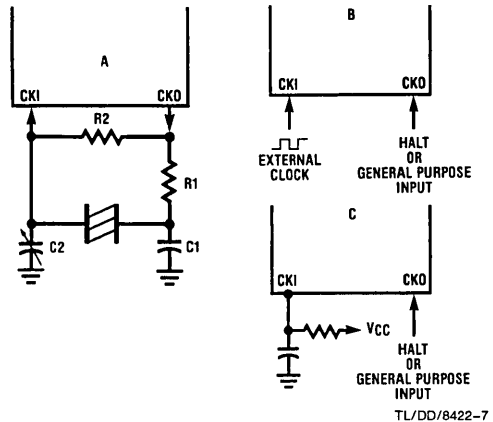 A
CKI
CKO
R2
R1
C2
C1
B
CKI
CKO
EXTERNAL
CLOCK
HALT
OR
GENERAL PURPOSE
INPUT
C
CKI
CKO
VCC
HALT
OR
GENERAL PURPOSE
INPUT
TL/DD/8422-7